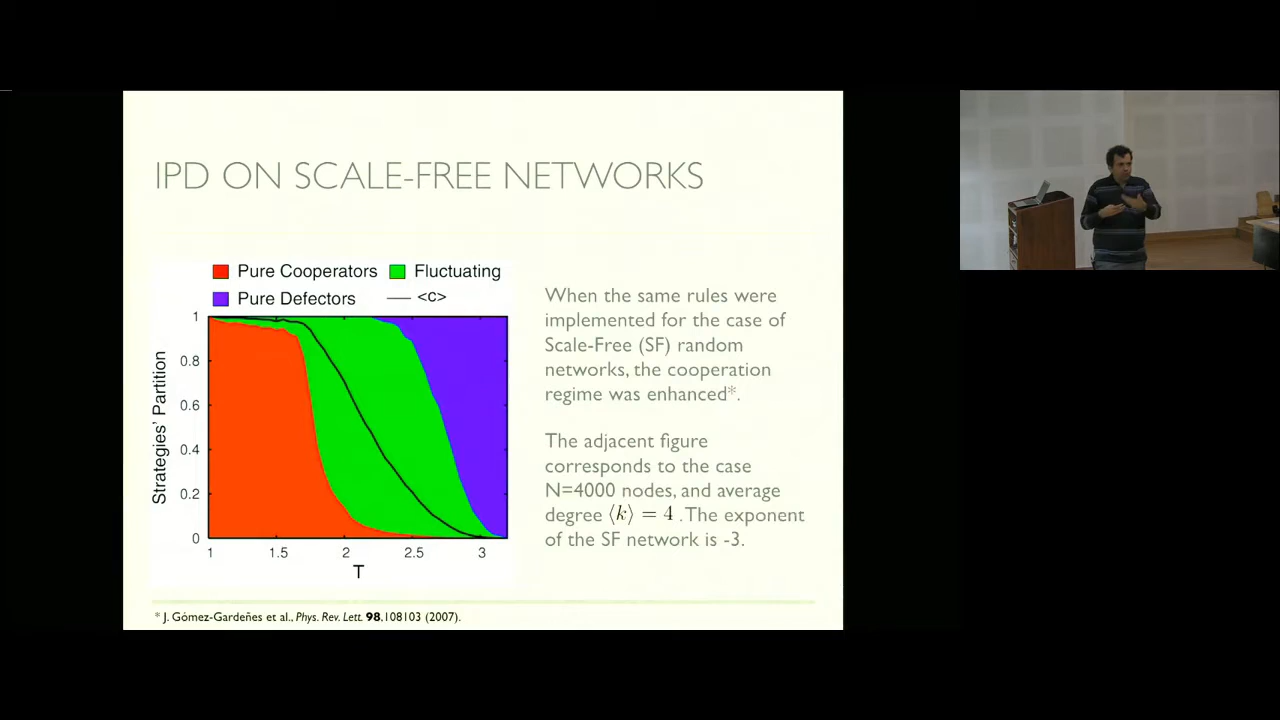 IPD ON SCALE-FREE NETWORKS
Pure Cooperators
Fluctuating
Pure Defectors
<c>
Strategies' Partition
1
0.8
0.6
0.4
0.2
0
1 1.5 2 2.5 3
T
When the same rules were
implemented for the case of
Scale-Free (SF) random
networks, the cooperation
regime was enhanced*.
The adjacent figure
corresponds to the case
N=4000 nodes, and average
degree ⟨k⟩ = 4 . The exponent
of the SF network is -3.
* J. Gómez-Gardeñes et al., Phys. Rev. Lett. 98.108103 (2007).